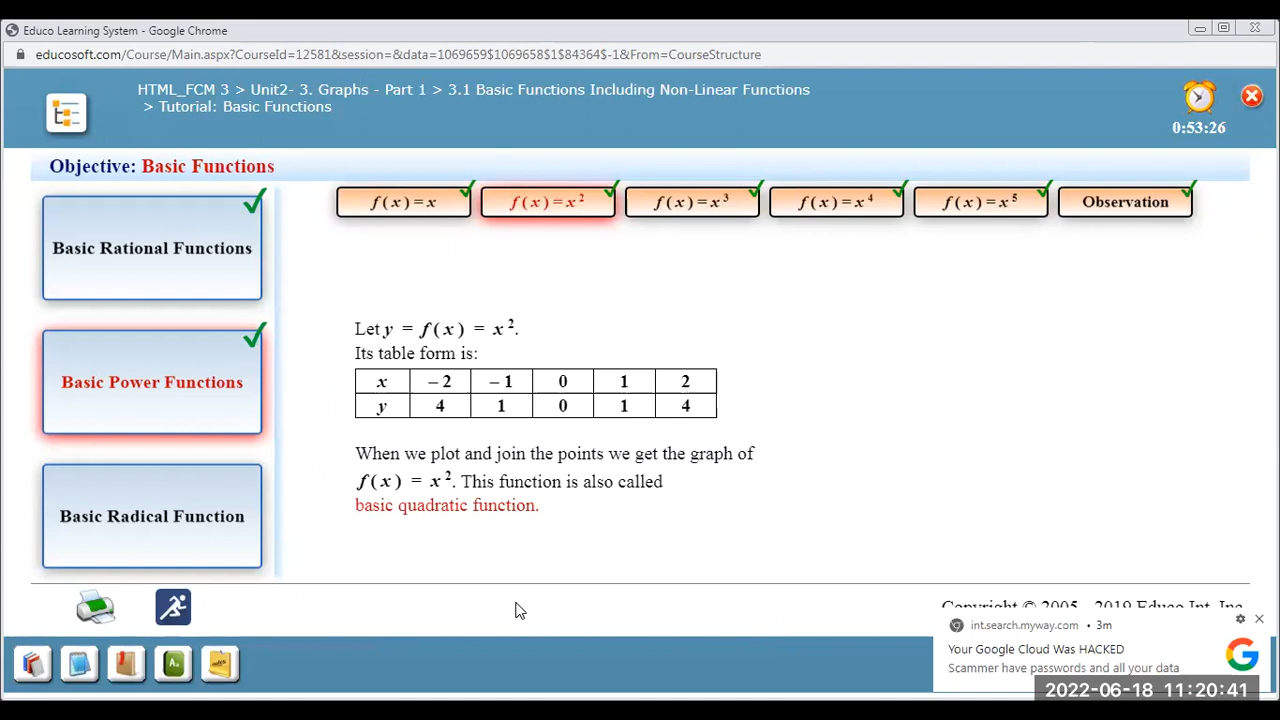 Educo Learning System - Google Chrome
educosoft.com/Course/Main.aspx?CourseId=12581&session=&data=1069659$1069658$1$84364$-1&From=CourseStructure
HTML_FCM 3 > Unit2- 3. Graphs - Part 1 > 3.1 Basic Functions Including Non-Linear Functions
> Tutorial: Basic Functions
0:53:26
Objective: Basic Functions
f ( x ) = x
f ( x ) = x²
f ( x ) = x³
f ( x ) = x⁴
f ( x ) = x⁵
Observation
Basic Rational Functions
Basic Power Functions
Basic Radical Function
Let y = f ( x ) = x².
Its table form is:
x – 2 – 1 0 1 2
y 4 1 0 1 4
When we plot and join the points we get the graph of
f ( x ) = x². This function is also called
basic quadratic function.
Copyright © 2005 - 2019 Educo Int. Inc
int.search.myway.com • 3m
Your Google Cloud Was HACKED
Scammer have passwords and all your data
2022-06-18 11:20:41